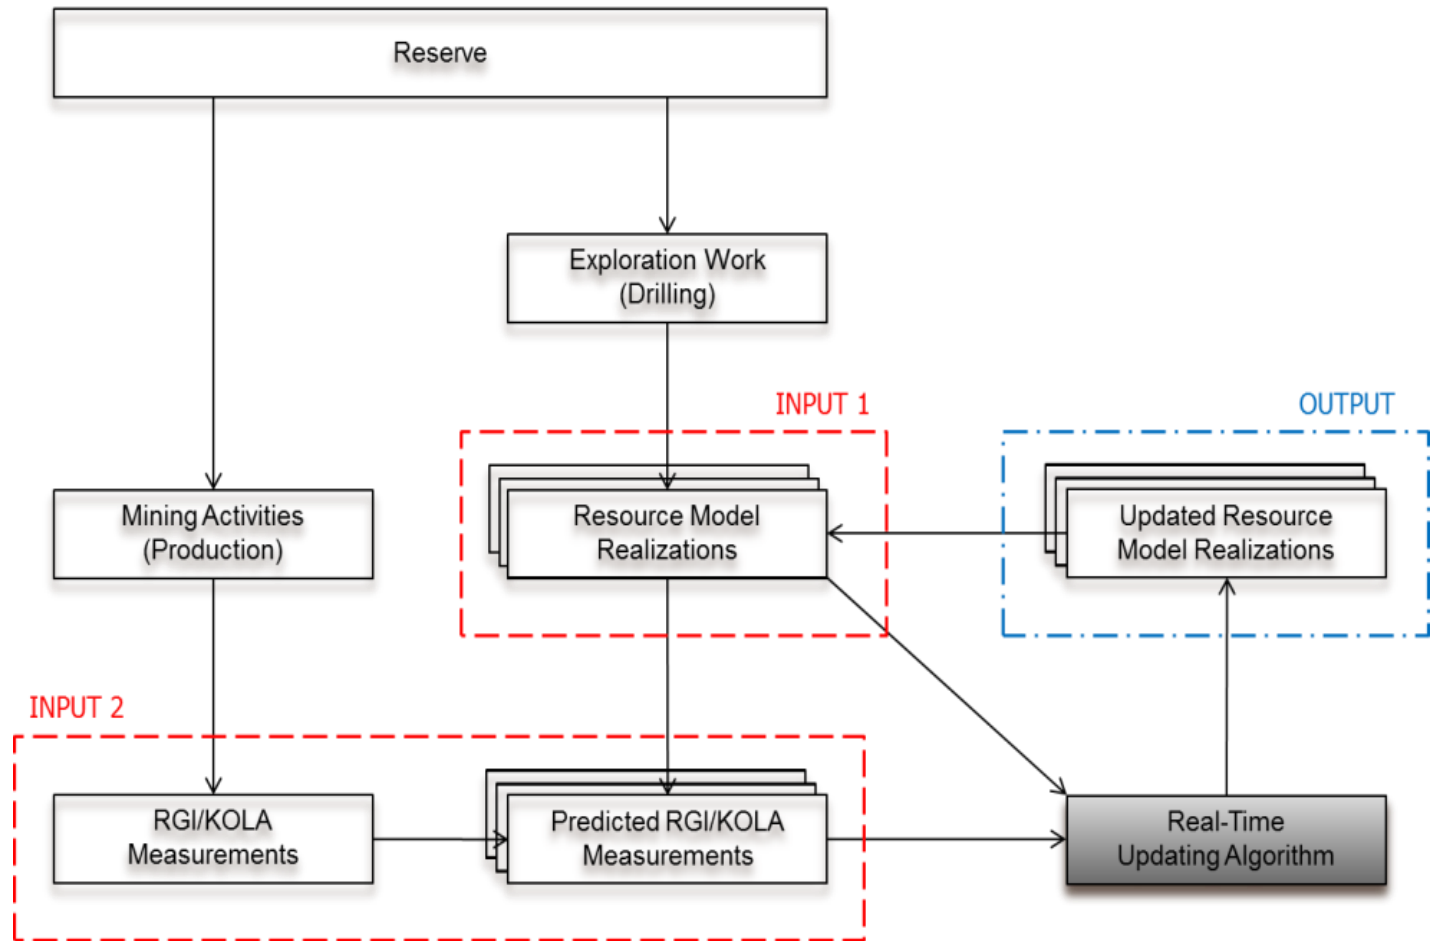 Reserve
Exploration Work
(Drilling)
INPUT 1
OUTPUT
Mining Activities
(Production)
Resource Model
Realizations
Updated Resource
Model Realizations
INPUT 2
RGI/KOLA
Measurements
Predicted RGI/KOLA
Measurements
Real-Time
Updating Algorithm